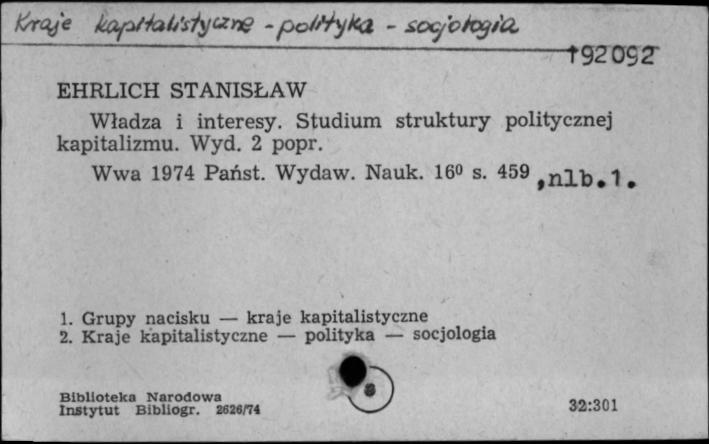 Kraje kapitalistyczne - polityka - socjologia
192092
EHRLICH STANISŁAW
Władza i interesy. Studium struktury politycznej
kapitalizmu. Wyd. 2 popr.
Wwa 1974 Państ. Wydaw. Nauk. 16⁰ s. 459 ,nlb.1.
1. Grupy nacisku — kraje kapitalistyczne
2. Kraje kapitalistyczne — polityka — socjologia
Biblioteka Narodowa
Instytut Bibliogr. 2626/74
32:301